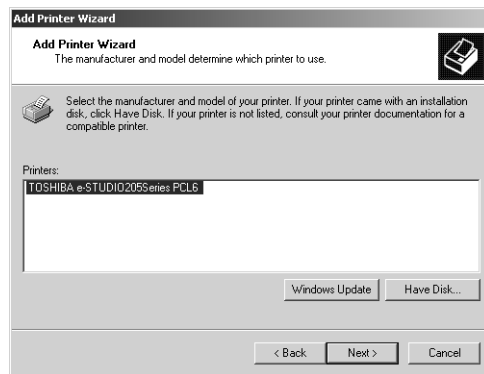 Add Printer Wizard
Add Printer Wizard
The manufacturer and model determine which printer to use.
Select the manufacturer and model of your printer. If your printer came with an installation
disk, click Have Disk. If your printer is not listed, consult your printer documentation for a
compatible printer.
Printers:
TOSHIBA e-STUDIO205Series PCL6
Windows Update
Have Disk...
< Back
Next >
Cancel